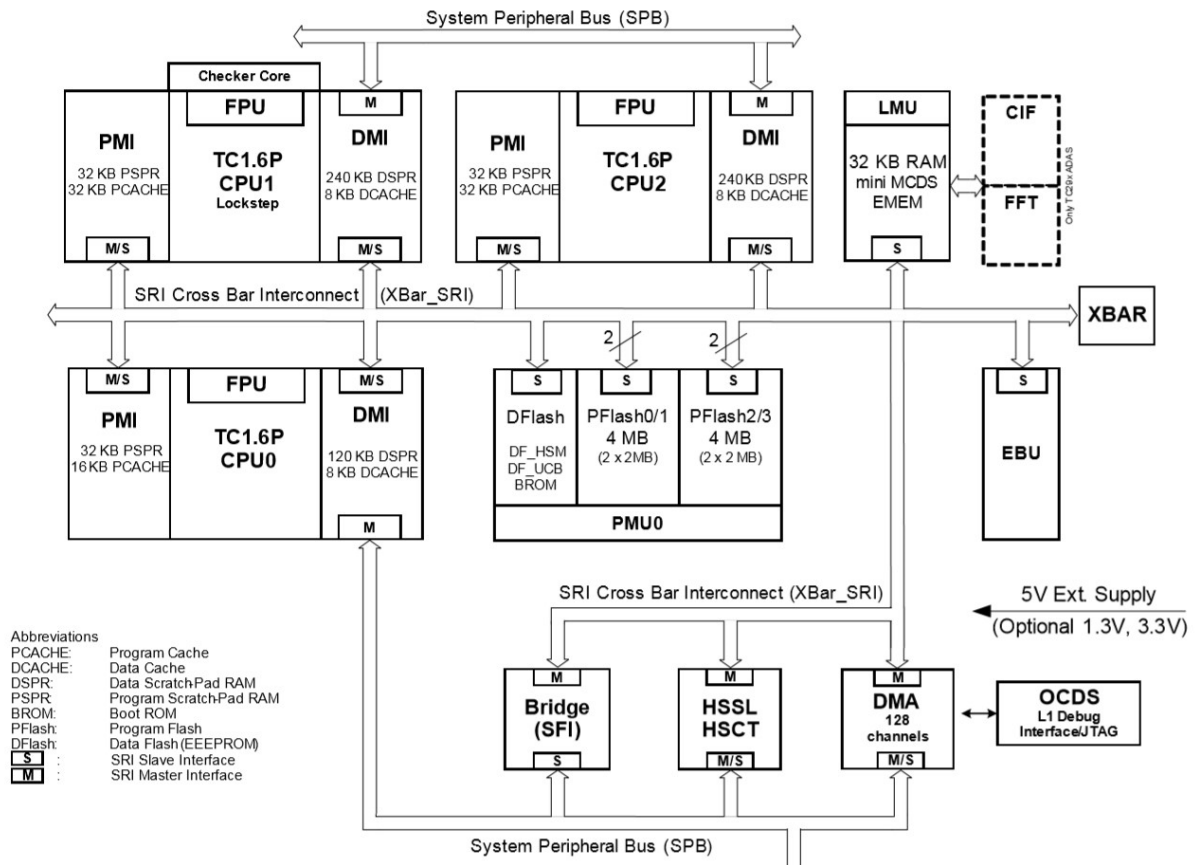 System Peripheral Bus (SPB)
Checker Core
M
FPU
PMI
32 KB PSPR
32 KB PCACHE
TC1.6P
CPU1
Lockstep
DMI
240 KB DSPR
8 KB DCACHE
M/S
M/S
M
FPU
PMI
32 KB PSPR
32 KB PCACHE
TC1.6P
CPU2
DMI
240 KB DSPR
8 KB DCACHE
M/S
M/S
LMU
32 KB RAM
mini MCDS
EMEM
S
CIF
FFT
Only TC29x ADAS
SRI Cross Bar Interconnect (XBar_SRI)
XBAR
M/S
PMI
32 KB PSPR
16 KB PCACHE
FPU
TC1.6P
CPU0
M/S
DMI
120 KB DSPR
8 KB DCACHE
M
2
2
S
DFlash
DF_HSM
DF_UCB
BROM
S
PFlash0/1
4 MB
(2 x 2MB)
S
PFlash2/3
4 MB
(2 x 2 MB)
PMU0
S
EBU
SRI Cross Bar Interconnect (XBar_SRI)
5V Ext. Supply
(Optional 1.3V, 3.3V)
M
Bridge
(SFI)
S
M
HSSL
HSCT
M/S
M
DMA
128
channels
M/S
OCDS
L1 Debug
Interface/JTAG
Abbreviations
PCACHE: Program Cache
DCACHE: Data Cache
DSPR: Data Scratch-Pad RAM
PSPR: Program Scratch-Pad RAM
BROM: Boot ROM
PFlash: Program Flash
DFlash: Data Flash (EEEPROM)
S : SRI Slave Interface
M : SRI Master Interface
System Peripheral Bus (SPB)